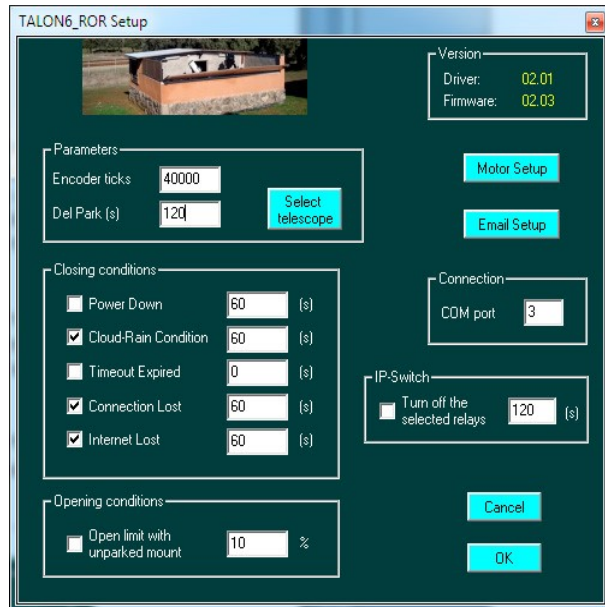 TALON6_ROR Setup
Version
Driver: 02.01
Firmware: 02.03
Parameters
Encoder ticks 40000
Del Park (s) 120
Select
telescope
Motor Setup
Email Setup
Closing conditions
Power Down 60 (s)
Cloud-Rain Condition 60 (s)
Timeout Expired 0 (s)
Connection Lost 60 (s)
Internet Lost 60 (s)
Connection
COM port 3
IP-Switch
Turn off the
selected relays 120 (s)
Opening conditions
Open limit with
unparked mount 10 %
Cancel
OK